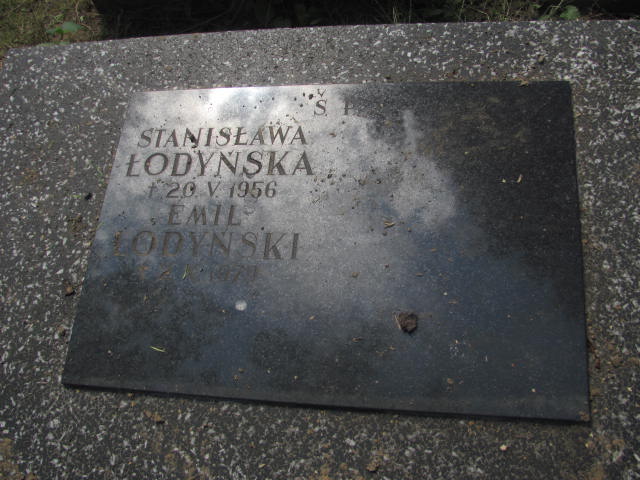 Ś P
STANISŁAWA
ŁODYŃSKA
† 20 V. 1956
EMIL
ŁODYŃSKI